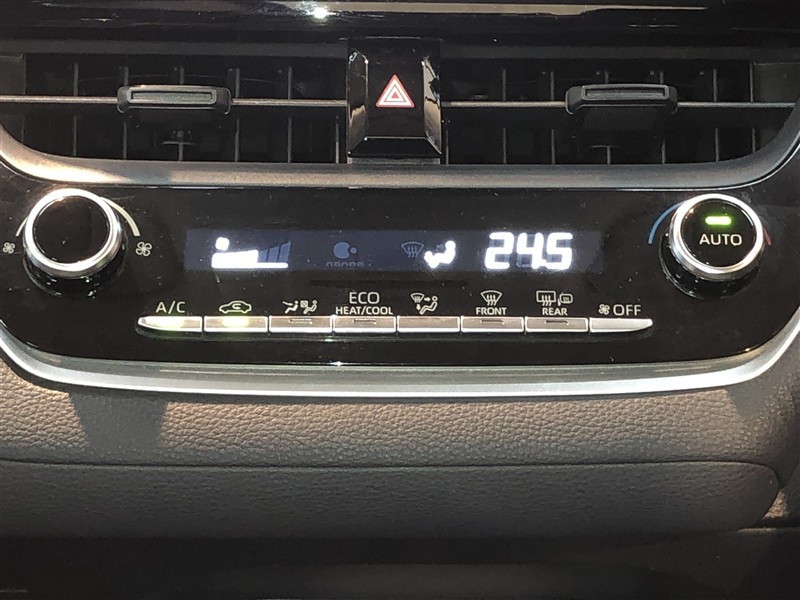 24.5
AUTO
A/C
ECO
HEAT/COOL
FRONT
REAR
OFF